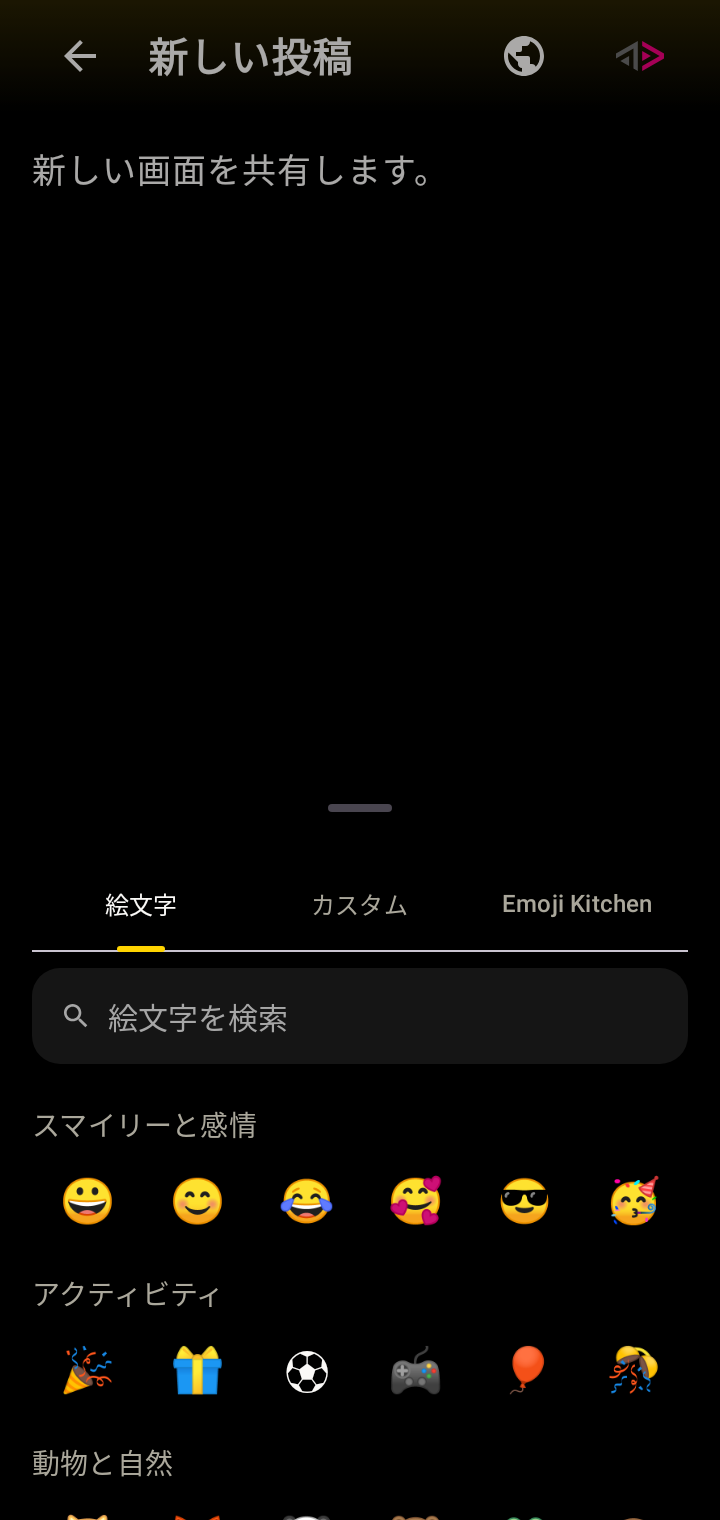 新しい投稿
新しい画面を共有します。
絵文字 カスタム Emoji Kitchen
絵文字を検索
スマイリーと感情
アクティビティ
動物と自然